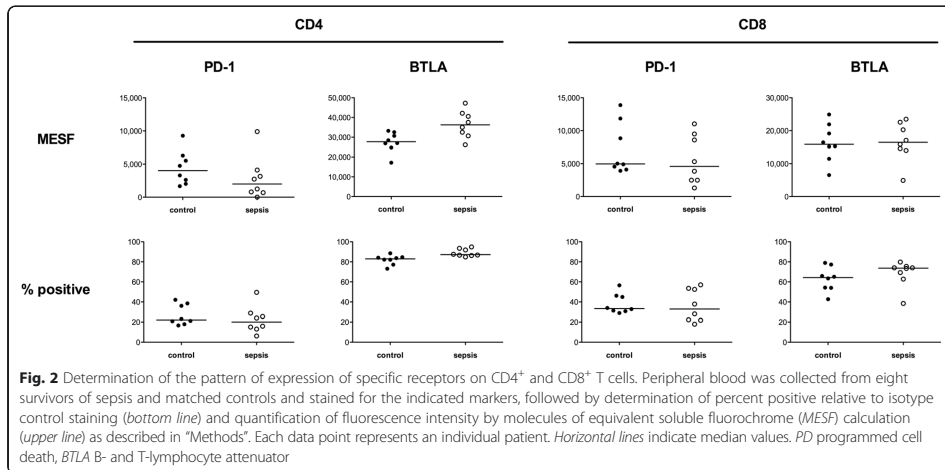 CD4 CD8
PD-1 BTLA PD-1 BTLA
MESF
15,000 50,000 15,000 30,000
40,000
10,000 10,000 20,000
30,000
20,000
5,000 5,000 10,000
10,000
0 0 0 0
control sepsis control sepsis control sepsis control sepsis
% positive
100 100 100 100
80 80 80 80
60 60 60 60
40 40 40 40
20 20 20 20
0 0 0 0
control sepsis control sepsis control sepsis control sepsis
Fig. 2 Determination of the pattern of expression of specific receptors on CD4+ and CD8+ T cells. Peripheral blood was collected from eight
survivors of sepsis and matched controls and stained for the indicated markers, followed by determination of percent positive relative to isotype
control staining (bottom line) and quantification of fluorescence intensity by molecules of equivalent soluble fluorochrome (MESF) calculation
(upper line) as described in “Methods”. Each data point represents an individual patient. Horizontal lines indicate median values. PD programmed cell
death, BTLA B- and T-lymphocyte attenuator